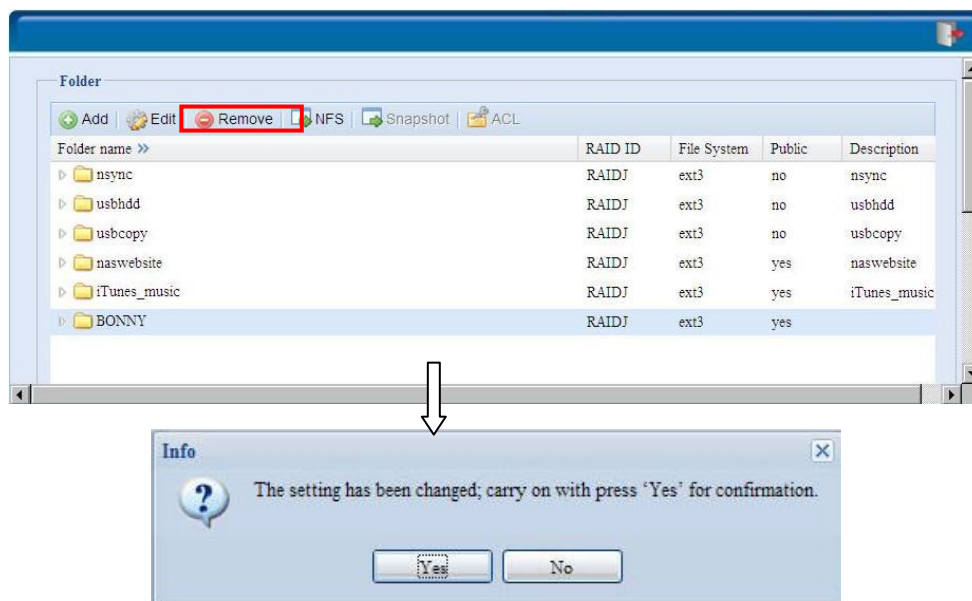 Folder
Add Edit Remove NFS Snapshot ACL
Folder name » RAID ID File System Public Description
nsync RAIDJ ext3 no nsync
usbhdd RAIDJ ext3 no usbhdd
usbcopy RAIDJ ext3 no usbcopy
naswebsite RAIDJ ext3 yes naswebsite
iTunes_music RAIDJ ext3 yes iTunes_music
BONNY RAIDJ ext3 yes
Info
The setting has been changed; carry on with press ‘Yes’ for confirmation.
Yes No